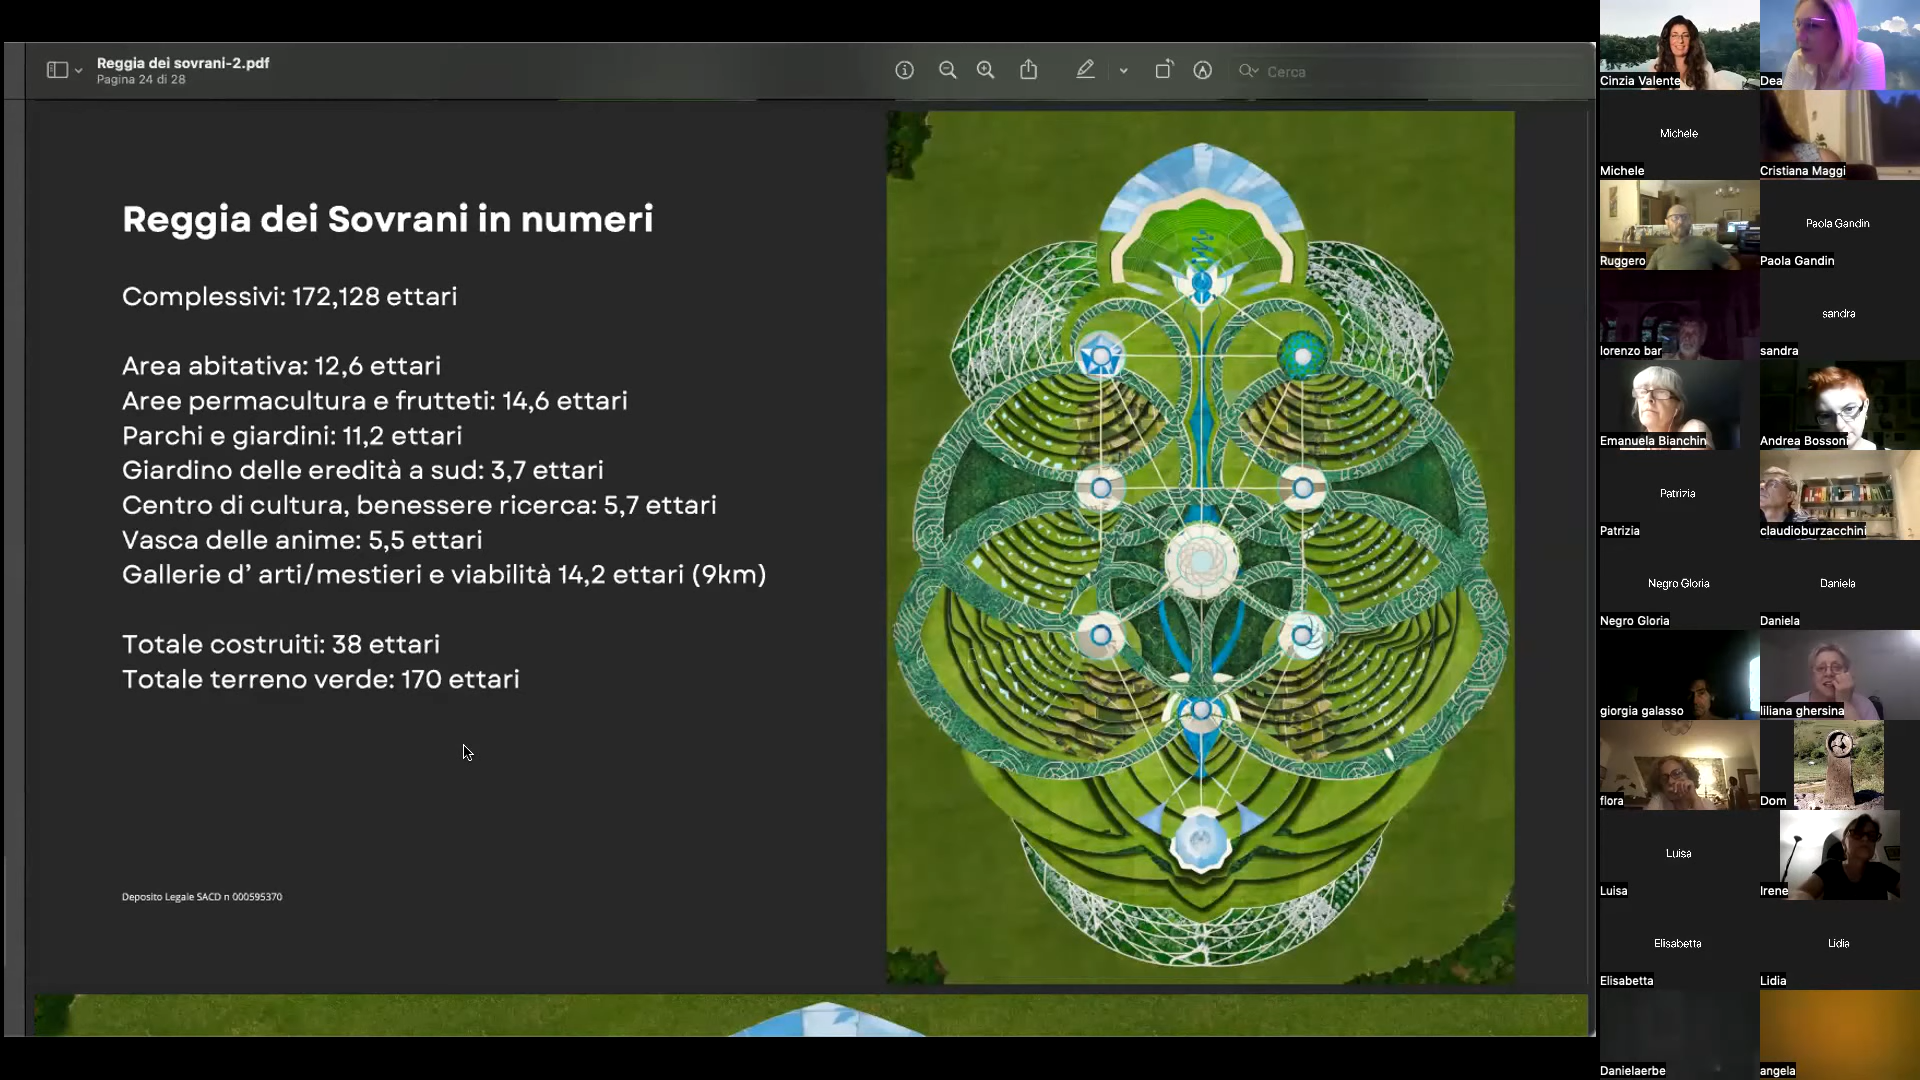 Reggia dei sovrani-2.pdf
Pagina 24 di 28
Cerca
Reggia dei Sovrani in numeri
Complessivi: 172,128 ettari
Area abitativa: 12,6 ettari
Aree permacultura e frutteti: 14,6 ettari
Parchi e giardini: 11,2 ettari
Giardino delle eredità a sud: 3,7 ettari
Centro di cultura, benessere ricerca: 5,7 ettari
Vasca delle anime: 5,5 ettari
Gallerie d' arti/mestieri e viabilità 14,2 ettari (9km)
Totale costruiti: 38 ettari
Totale terreno verde: 170 ettari
Deposito Legale SACD n 000595370
Cinzia Valente
Dea
Michele
Michele
Cristiana Maggi
Ruggero
Paola Gandin
Paola Gandin
lorenzo bar
sandra
sandra
Emanuela Bianchin
Andrea Bossoni
Patrizia
Patrizia
claudioburzacchini
Negro Gloria
Negro Gloria
Daniela
Daniela
giorgia galasso
liliana ghersina
flora
Dom
Luisa
Luisa
Irene
Elisabetta
Elisabetta
Lidia
Lidia
Danielaerbe
angela